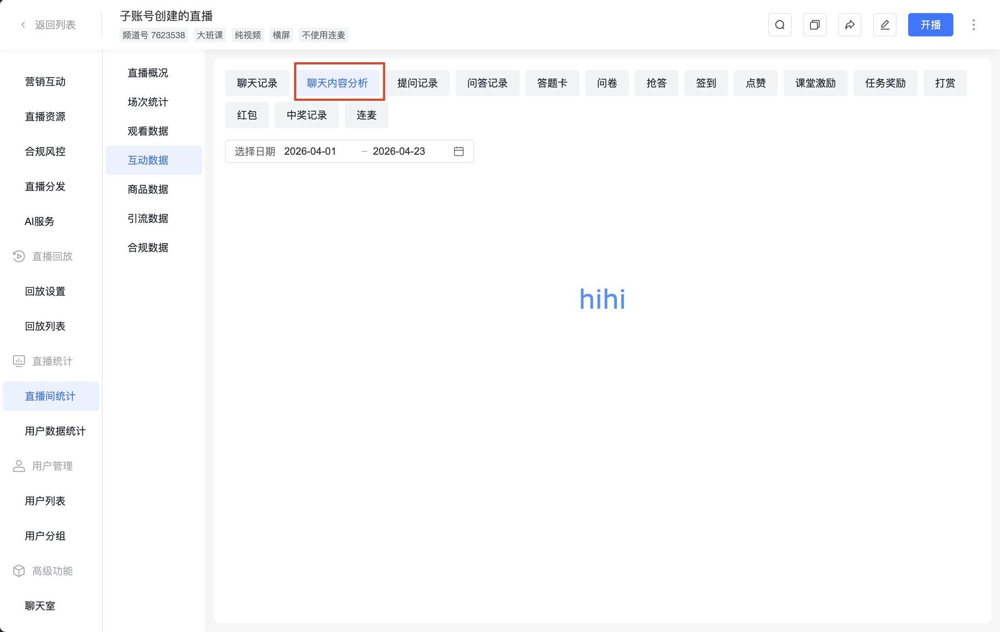 返回列表
子账号创建的直播
频道号 7623538 大班课 纯视频 横屏 不使用连麦
开播
营销互动
直播资源
合规风控
直播分发
AI服务
直播回放
回放设置
回放列表
直播统计
直播间统计
用户数据统计
用户管理
用户列表
用户分组
高级功能
聊天室
直播概况
场次统计
观看数据
互动数据
商品数据
引流数据
合规数据
聊天记录 聊天内容分析 提问记录 问答记录 答题卡 问卷 抢答 签到 点赞 课堂激励 任务奖励 打赏
红包 中奖记录 连麦
选择日期 2026-04-01 – 2026-04-23
hihi